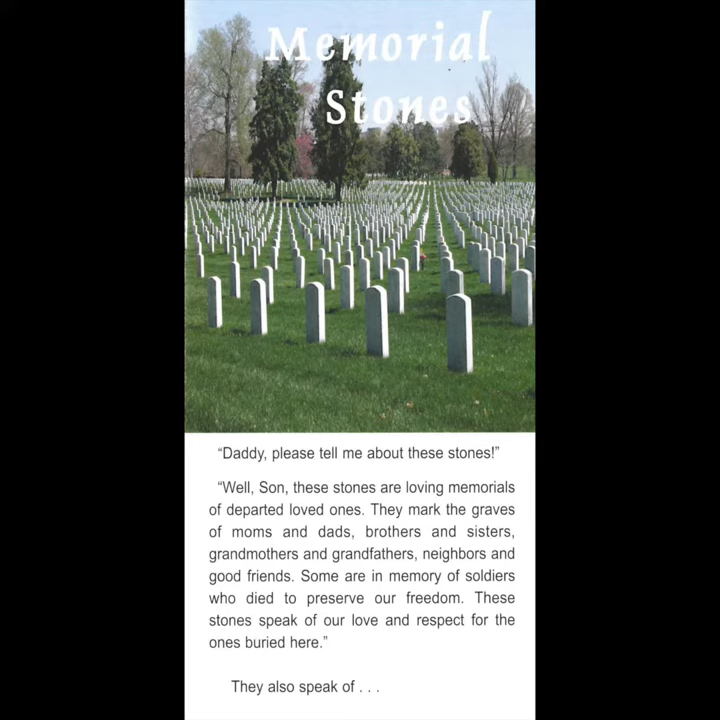 Memorial
Stones
“Daddy, please tell me about these stones!”
“Well, Son, these stones are loving memorials
of departed loved ones. They mark the graves
of moms and dads, brothers and sisters,
grandmothers and grandfathers, neighbors and
good friends. Some are in memory of soldiers
who died to preserve our freedom. These
stones speak of our love and respect for the
ones buried here.”
They also speak of . . .